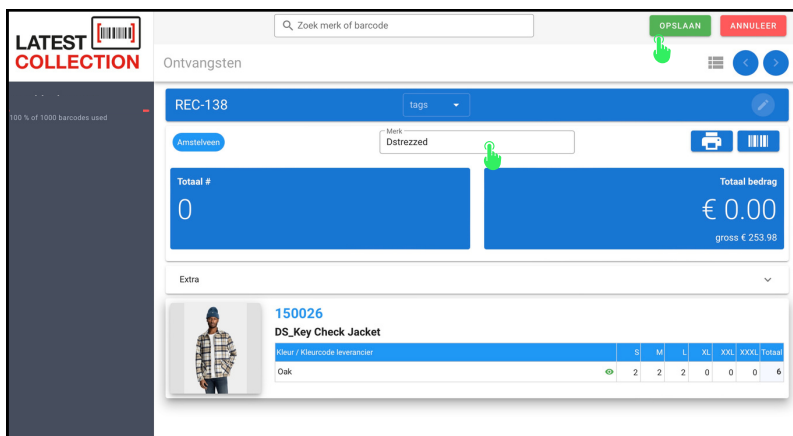 LATEST
COLLECTION
Zoek merk of barcode
OPSLAAN
ANNULEER
Ontvangsten
100 % of 1000 barcodes used
REC-138
tags
Amstelveen
Merk
Dstrezzed
Totaal #
0
Totaal bedrag
€ 0.00
gross € 253.98
Extra
150026
DS_Key Check Jacket
Kleur / Kleurcode leverancier S M L XL XXL XXXL Totaal
Oak 2 2 2 0 0 0 6